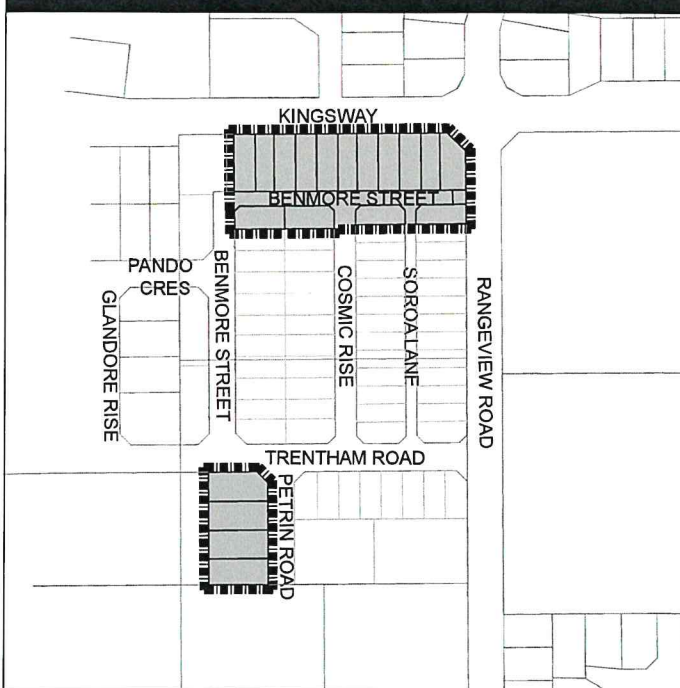 KINGSWAY
BENMORE STREET
PANDO
CRES
GLANDORE RISE
BENMORE STREET
COSMIC RISE
SOROA LANE
RANGEVIEW ROAD
TRENTHAM ROAD
PETRIN ROAD